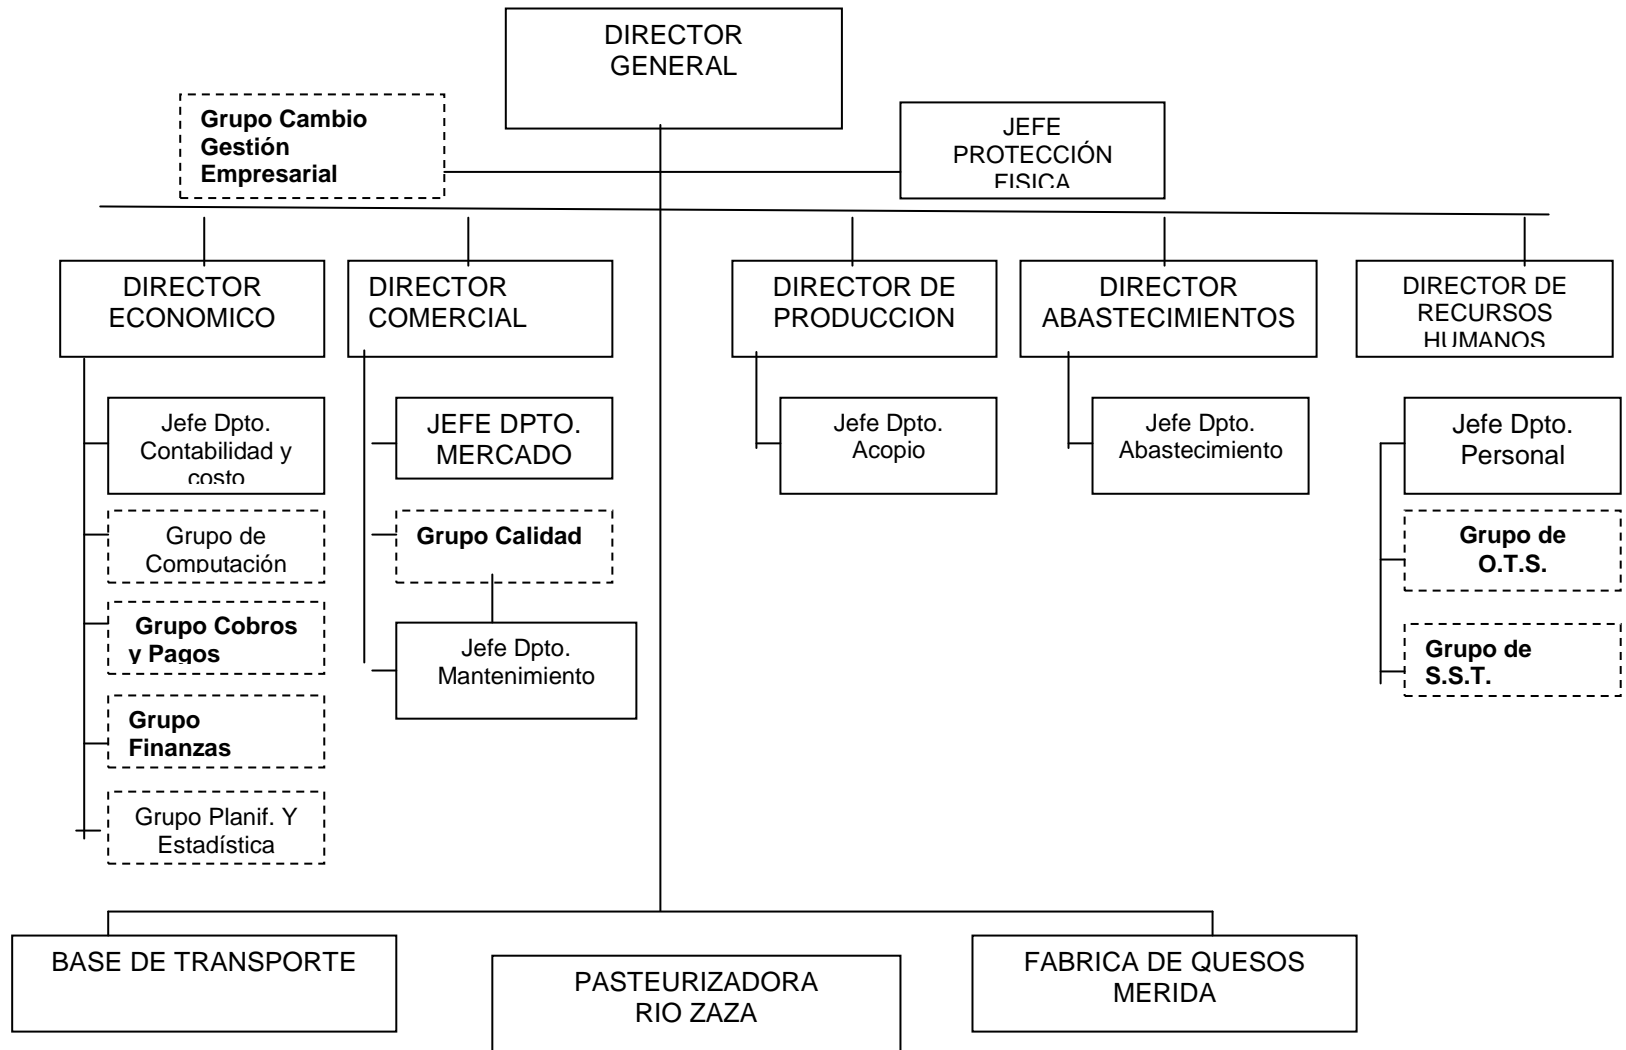 DIRECTOR
GENERAL
Grupo Cambio
Gestión
Empresarial
JEFE
PROTECCIÓN
FISICA
DIRECTOR
ECONOMICO
DIRECTOR
COMERCIAL
DIRECTOR DE
PRODUCCION
DIRECTOR
ABASTECIMIENTOS
DIRECTOR DE
RECURSOS
HUMANOS
Jefe Dpto.
Contabilidad y
costo
JEFE DPTO.
MERCADO
Jefe Dpto.
Acopio
Jefe Dpto.
Abastecimiento
Jefe Dpto.
Personal
Grupo de
Computación
Grupo Calidad
Grupo de
O.T.S.
Grupo Cobros
y Pagos
Jefe Dpto.
Mantenimiento
Grupo de
S.S.T.
Grupo
Finanzas
Grupo Planif. Y
Estadística
BASE DE TRANSPORTE
PASTEURIZADORA
RIO ZAZA
FABRICA DE QUESOS
MERIDA